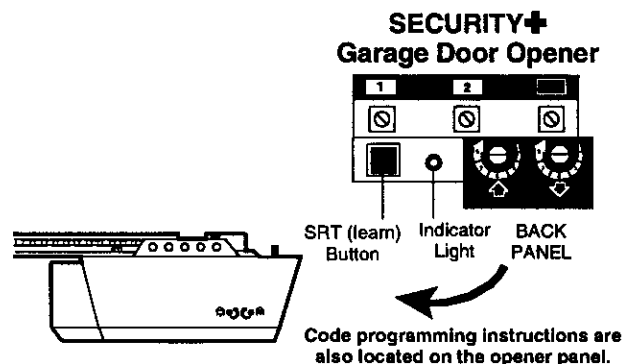 SECURITY✚
Garage Door Opener
1 2
SRT (learn)
Button
Indicator
Light
BACK
PANEL
Code programming instructions are
also located on the opener panel.